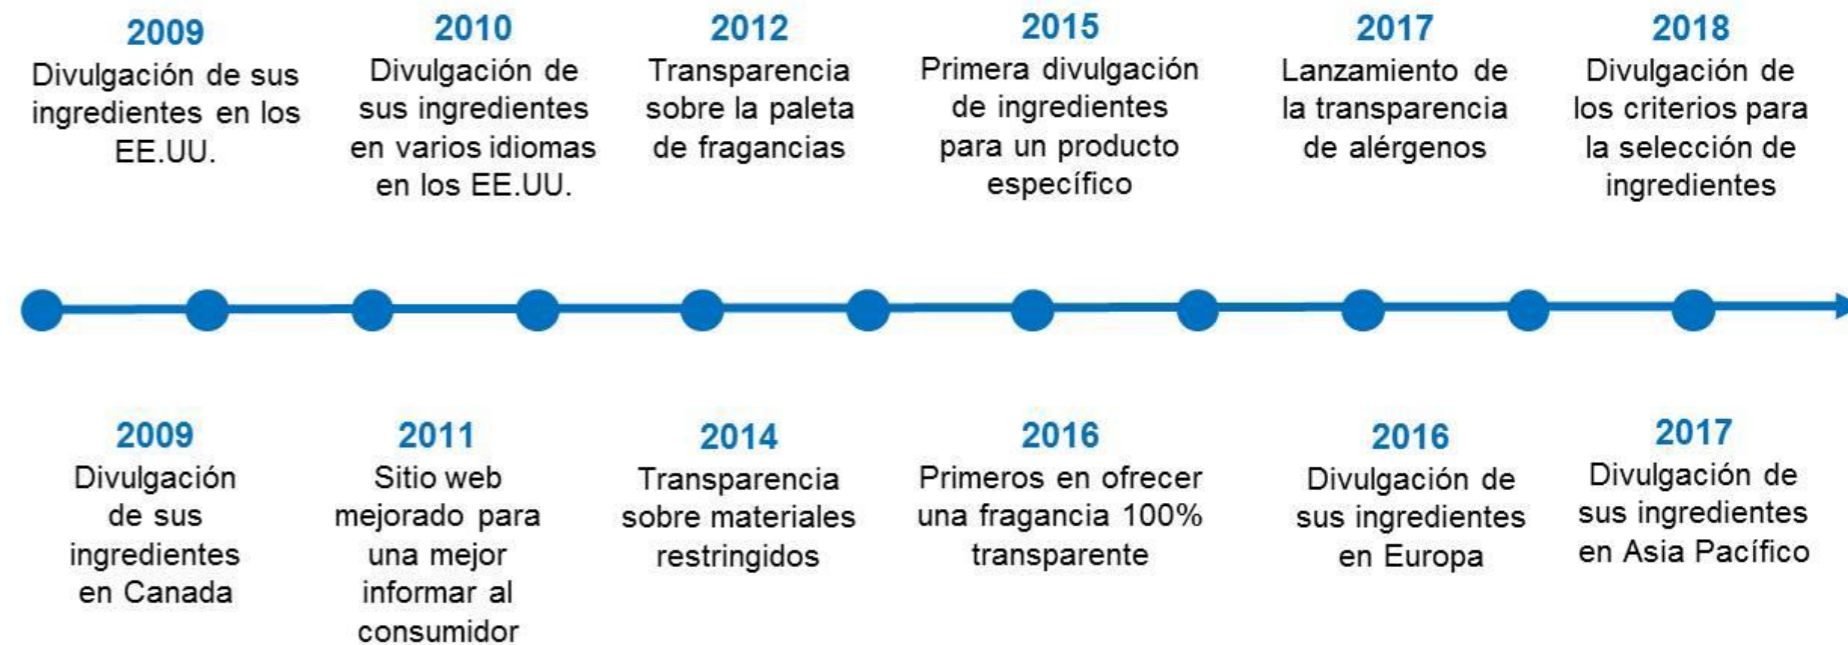 2009
Divulgación de sus
ingredientes en los
EE.UU.
2010
Divulgación de
sus ingredientes
en varios idiomas
en los EE.UU.
2012
Transparencia
sobre la paleta
de fragancias
2015
Primera divulgación
de ingredientes
para un producto
específico
2017
Lanzamiento de
la transparencia
de alérgenos
2018
Divulgación de
los criterios para
la selección de
ingredientes
2009
Divulgación
de sus
ingredientes
en Canada
2011
Sitio web
mejorado para
una mejor
informar al
consumidor
2014
Transparencia
sobre materiales
restringidos
2016
Primeros en ofrecer
una fragancia 100%
transparente
2016
Divulgación de
sus ingredientes
en Europa
2017
Divulgación de
sus ingredientes
en Asia Pacífico